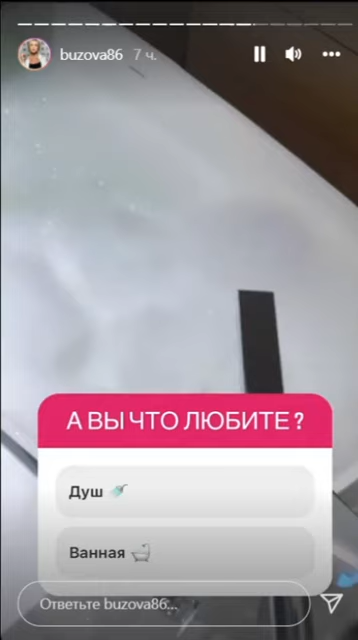 buzova86 7 ч.
А ВЫ ЧТО ЛЮБИТЕ?
Душ
Ванная
Ответьте buzova86...